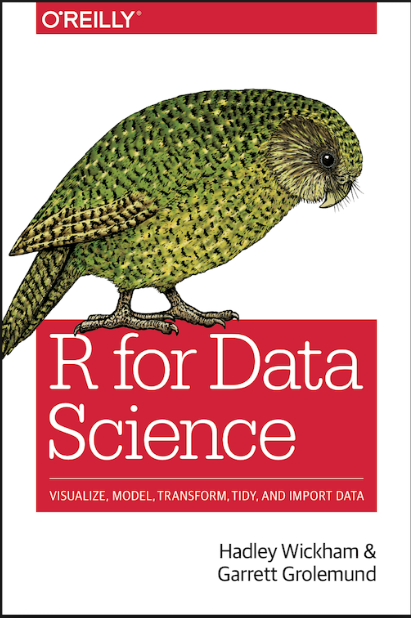 O'REILLY®
R for Data
Science
VISUALIZE, MODEL, TRANSFORM, TIDY, AND IMPORT DATA
Hadley Wickham &
Garrett Grolemund